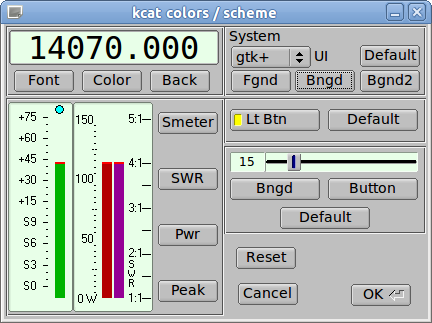 kcat colors / scheme
14070.000
Font Color Back
System
gtk+ UI Default
Fgnd Bngd Bgnd2
+75
+60
+45
+30
+15
S9
S6
S3
S0
150
100
50
0 W
5:1
4:1
3:1
2:1
S
W
R
1:1
Smeter
SWR
Pwr
Peak
Lt Btn Default
15
Bngd Button
Default
Reset
Cancel OK